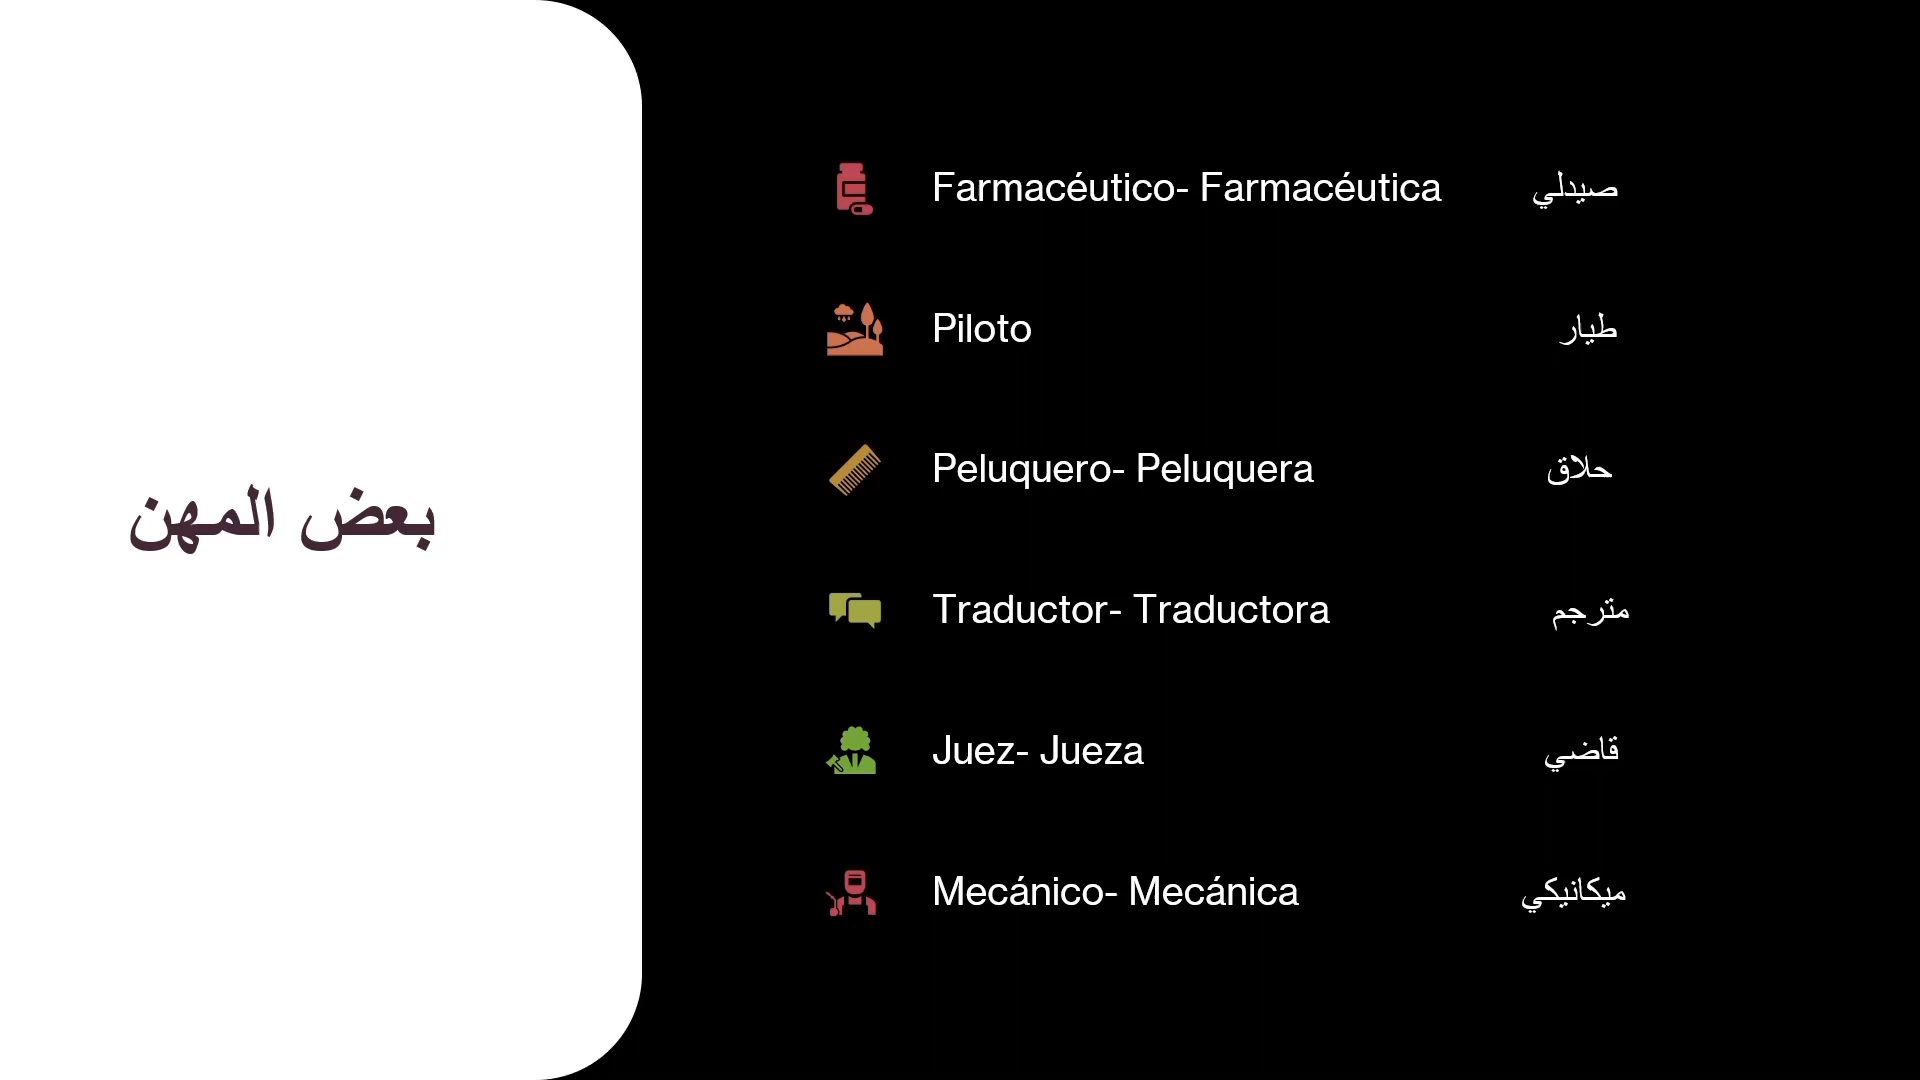 بعض المهن
Farmacéutico- Farmacéutica صيدلي
Piloto طيار
Peluquero- Peluquera حلاق
Traductor- Traductora مترجم
Juez- Jueza قاضي
Mecánico- Mecánica ميكانيكي